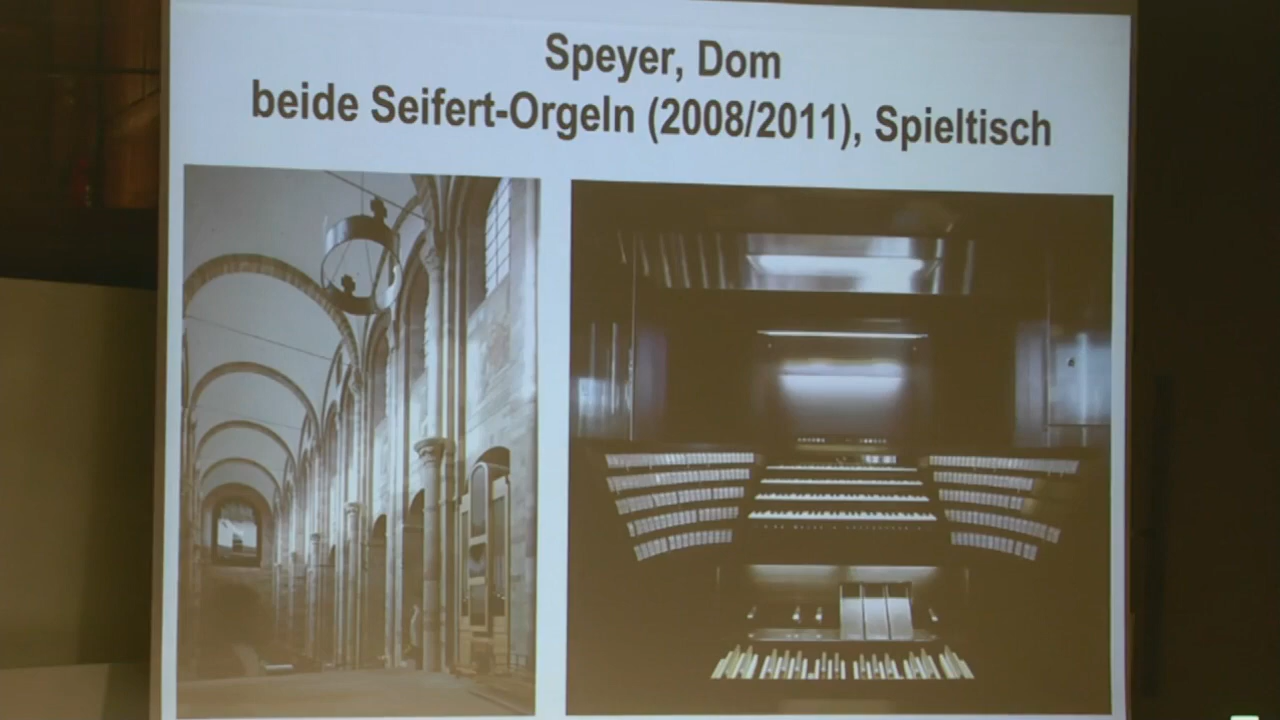 Speyer, Dom
beide Seifert-Orgeln (2008/2011), Spieltisch